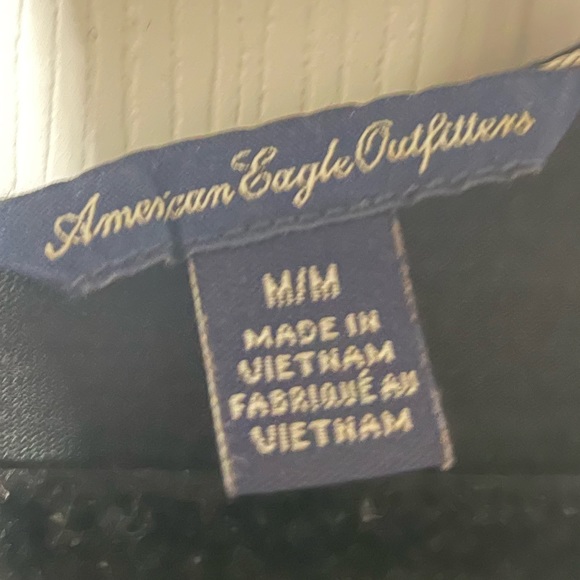 American Eagle Outfitters
M/M
MADE IN
VIETNAM
FABRIQUÉ AU
VIETNAM